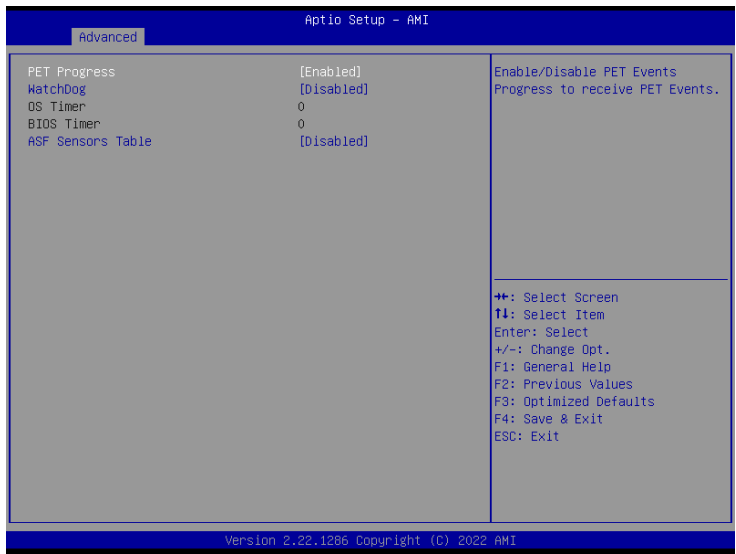 Aptio Setup - AMI
Advanced
PET Progress [Enabled]
WatchDog [Disabled]
OS Timer 0
BIOS Timer 0
ASF Sensors Table [Disabled]
Enable/Disable PET Events
Progress to receive PET Events.
→←: Select Screen
↑↓: Select Item
Enter: Select
+/-: Change Opt.
F1: General Help
F2: Previous Values
F3: Optimized Defaults
F4: Save & Exit
ESC: Exit
Version 2.22.1286 Copyright (C) 2022 AMI